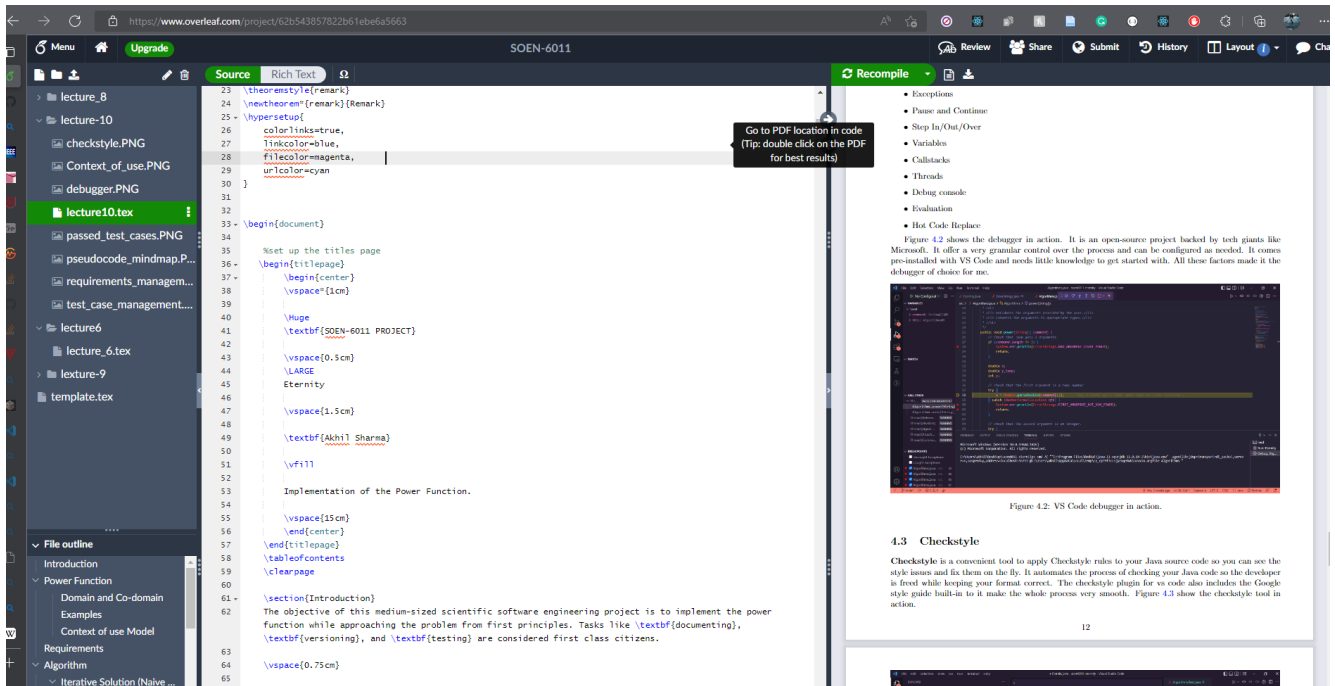 https://www.overleaf.com/project/62b543857822b61ebe6a5663
Menu
Upgrade
SOEN-6011
Review
Share
Submit
History
Layout
Cha
Source
Rich Text
Ω
Recompile
lecture_8
lecture-10
checkstyle.PNG
Context_of_use.PNG
debugger.PNG
lecture10.tex
passed_test_cases.PNG
pseudocode_mindmap.P...
requirements_managem...
test_case_management....
lecture6
lecture_6.tex
lexture-9
template.tex
File outline
Introduction
Power Function
Domain and Co-domain
Examples
Context of use Model
Requirements
Algorithm
Iterative Solution (Naive ...
23 \theoremstyle{remark}
24 \newtheorem*{remark}{Remark}
25 \hypersetup{
26 colorlinks=true,
27 linkcolor=blue,
28 filecolor=magenta,
29 urlcolor=cyan
30 }
31
32
33 \begin{document}
34
35 %set up the titles page
36 \begin{titlepage}
37 \begin{center}
38 \vspace*{1cm}
39
40 \Huge
41 \textbf{SOEN-6011 PROJECT}
42
43 \vspace{0.5cm}
44 \LARGE
45 Eternity
46
47 \vspace{1.5cm}
48
49 \textbf{Akhil Sharma}
50
51 \vfill
52
53 Implementation of the Power Function.
54
55 \vspace{15cm}
56 \end{center}
57 \end{titlepage}
58 \tableofcontents
59 \clearpage
60
61 \section{Introduction}
62 The objective of this medium-sized scientific software engineering project is to implement the power
function while approaching the problem from first principles. Tasks like \textbf{documenting},
\textbf{versioning}, and \textbf{testing} are considered first class citizens.
63
64 \vspace{0.75cm}
65
Go to PDF location in code
(Tip: double click on the PDF
for best results)
• Exceptions
• Pause and Continue
• Step In/Out/Over
• Variables
• Callstacks
• Threads
• Debug console
• Evaluation
• Hot Code Replace
Figure 4.2 shows the debugger in action. It is an open-source project backed by tech giants like
Microsoft. It offer a very granular control over the process and can be configured as needed. It comes
pre-installed with VS Code and needs little knowledge to get started with. All these factors made it the
debugger of choice for me.
Figure 4.2: VS Code debugger in action.
4.3 Checkstyle
Checkstyle is a convenient tool to apply Checkstyle rules to your Java source code so you can see the
style issues and fix them on the fly. It automates the process of checking your Java code so the developer
is freed while keeping your format correct. The checkstyle plugin for vs code also includes the Google
style guide built-in to it make the whole process very smooth. Figure 4.3 show the checkstyle tool in
action.
12